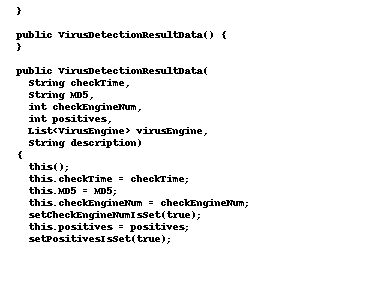 }
public VirusDetectionResultData() {
}
public VirusDetectionResultData(
String checkTime,
String MD5,
int checkEngineNum,
int positives,
List<VirusEngine> virusEngine,
String description)
{
this();
this.checkTime = checkTime;
this.MD5 = MD5;
this.checkEngineNum = checkEngineNum;
setCheckEngineNumIsSet(true);
this.positives = positives;
setPositivesIsSet(true);